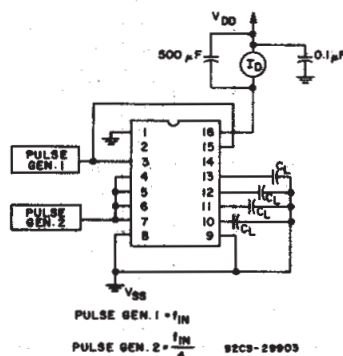 VDD
500 µF
ID
0.1µF
1 16
2 15
PULSE GEN. 1
3 14
4 13 CL
5 12 CL
PULSE GEN. 2
6 11 CL
7 10 CL
8 9
VSS
PULSE GEN. 1 = fIN
PULSE GEN. 2 = fIN/4
92CS-29903